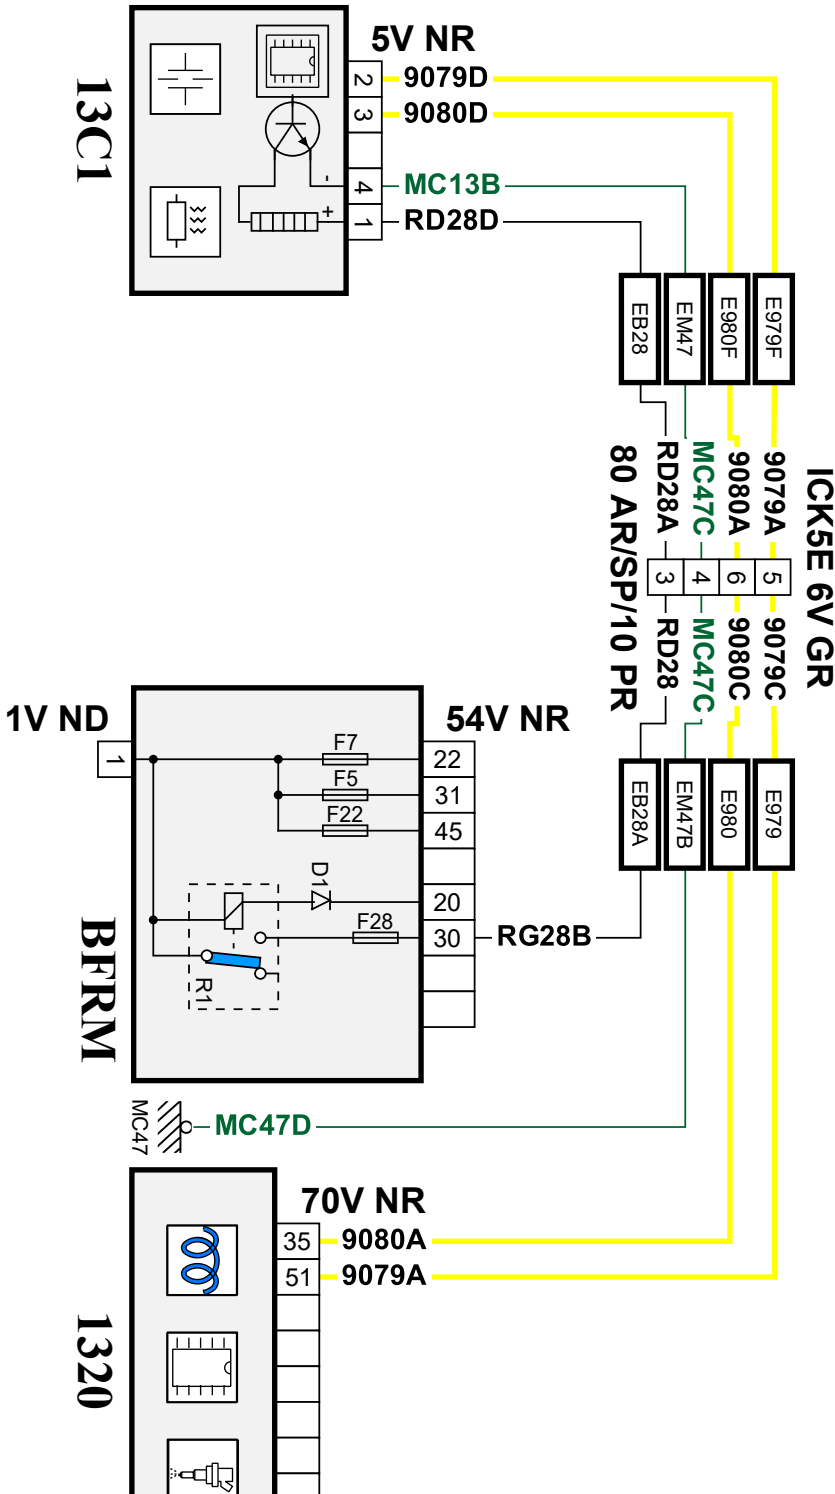 13C1
5V NR
2 9079D
3 9080D
- 4 MC13B
+ 1 RD28D
EB28 EM47 E980F E979F
RD28A MC47C 9080A 9079A
80 AR/SP/10 PR
ICK5E 6V GR
3 4 6 5
RD28 MC47C 9080C 9079C
EB28A EM47B E980 E979
1V ND
54V NR
1
F7 22
F5 31
F22 45
D1 20
F28 30 RG28B
R1
BFRM
MC47 MC47D
70V NR
35 9080A
51 9079A
1320